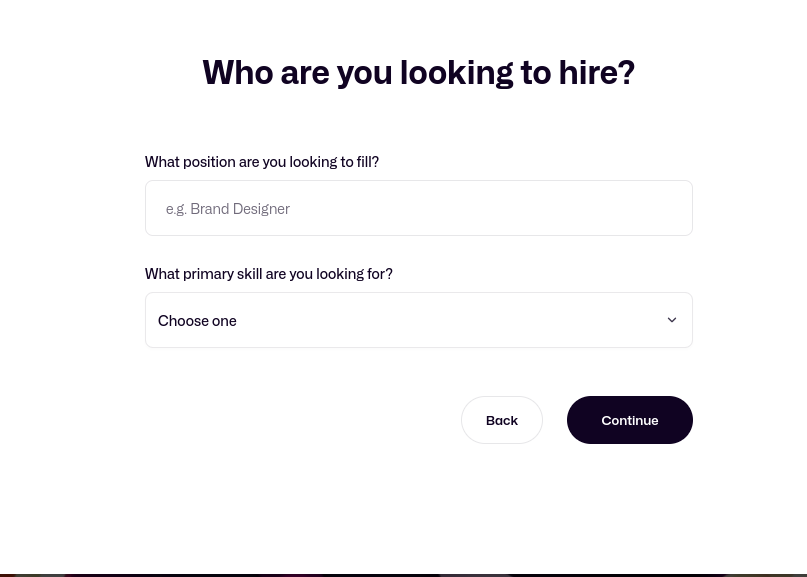 Who are you looking to hire?
What position are you looking to fill?
e.g. Brand Designer
What primary skill are you looking for?
Choose one
Back
Continue